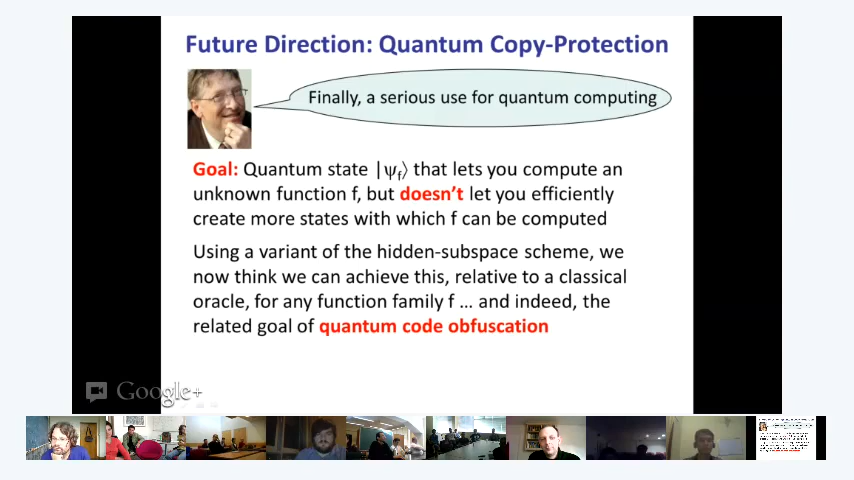 Future Direction: Quantum Copy-Protection
Finally, a serious use for quantum computing
Goal: Quantum state |ψf⟩ that lets you compute an
unknown function f, but doesn't let you efficiently
create more states with which f can be computed
Using a variant of the hidden-subspace scheme, we
now think we can achieve this, relative to a classical
oracle, for any function family f … and indeed, the
related goal of quantum code obfuscation
Google+